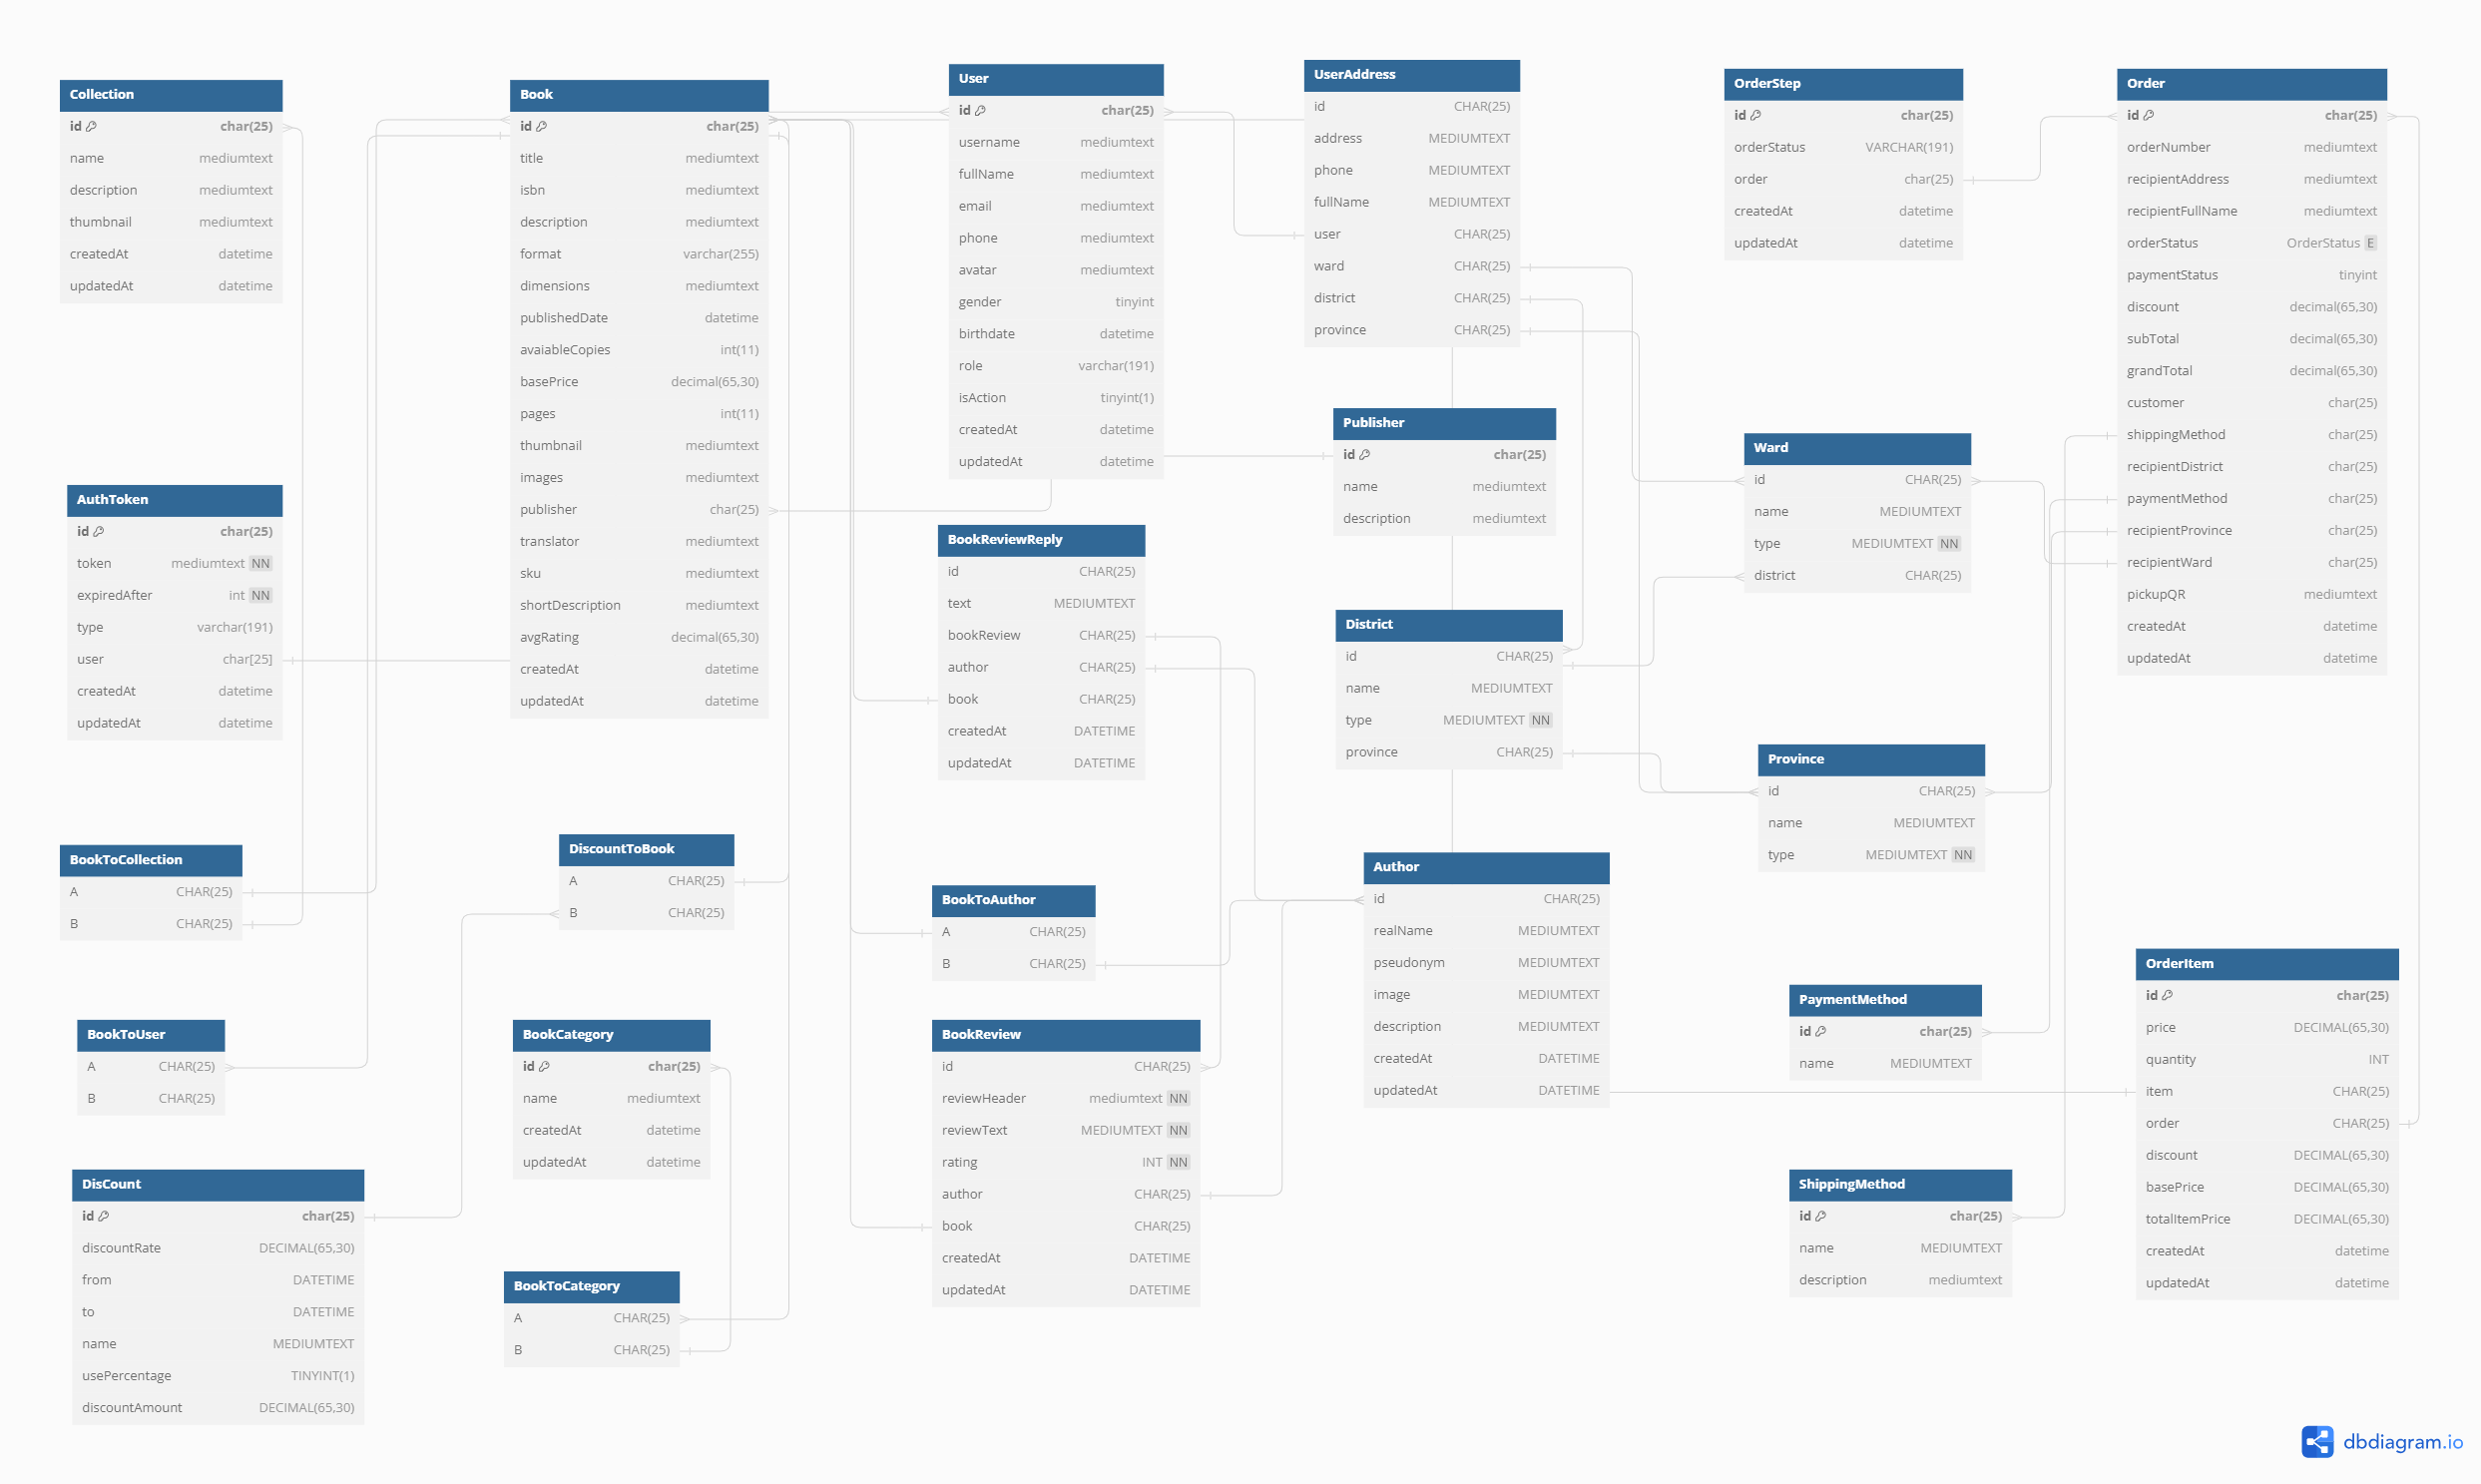 Collection
id char(25)
name mediumtext
description mediumtext
thumbnail mediumtext
createdAt datetime
updatedAt datetime
AuthToken
id char(25)
token mediumtext NN
expiredAfter int NN
type varchar(191)
user char[25]
createdAt datetime
updatedAt datetime
BookToCollection
A CHAR(25)
B CHAR(25)
BookToUser
A CHAR(25)
B CHAR(25)
DisCount
id char(25)
discountRate DECIMAL(65,30)
from DATETIME
to DATETIME
name MEDIUMTEXT
usePercentage TINYINT(1)
discountAmount DECIMAL(65,30)
Book
id char(25)
title mediumtext
isbn mediumtext
description mediumtext
format varchar(255)
dimensions mediumtext
publishedDate datetime
avaiableCopies int(11)
basePrice decimal(65,30)
pages int(11)
thumbnail mediumtext
images mediumtext
publisher char(25)
translator mediumtext
sku mediumtext
shortDescription mediumtext
avgRating decimal(65,30)
createdAt datetime
updatedAt datetime
DiscountToBook
A CHAR(25)
B CHAR(25)
BookCategory
id char(25)
name mediumtext
createdAt datetime
updatedAt datetime
BookToCategory
A CHAR(25)
B CHAR(25)
User
id char(25)
username mediumtext
fullName mediumtext
email mediumtext
phone mediumtext
avatar mediumtext
gender tinyint
birthdate datetime
role varchar(191)
isAction tinyint(1)
createdAt datetime
updatedAt datetime
BookReviewReply
id CHAR(25)
text MEDIUMTEXT
bookReview CHAR(25)
author CHAR(25)
book CHAR(25)
createdAt DATETIME
updatedAt DATETIME
BookToAuthor
A CHAR(25)
B CHAR(25)
BookReview
id CHAR(25)
reviewHeader mediumtext NN
reviewText MEDIUMTEXT NN
rating INT NN
author CHAR(25)
book CHAR(25)
createdAt DATETIME
updatedAt DATETIME
UserAddress
id CHAR(25)
address MEDIUMTEXT
phone MEDIUMTEXT
fullName MEDIUMTEXT
user CHAR(25)
ward CHAR(25)
district CHAR(25)
province CHAR(25)
Publisher
id char(25)
name mediumtext
description mediumtext
District
id CHAR(25)
name MEDIUMTEXT
type MEDIUMTEXT NN
province CHAR(25)
Author
id CHAR(25)
realName MEDIUMTEXT
pseudonym MEDIUMTEXT
image MEDIUMTEXT
description MEDIUMTEXT
createdAt DATETIME
updatedAt DATETIME
OrderStep
id char(25)
orderStatus VARCHAR(191)
order char(25)
createdAt datetime
updatedAt datetime
Ward
id CHAR(25)
name MEDIUMTEXT
type MEDIUMTEXT NN
district CHAR(25)
Province
id CHAR(25)
name MEDIUMTEXT
type MEDIUMTEXT NN
PaymentMethod
id char(25)
name MEDIUMTEXT
ShippingMethod
id char(25)
name MEDIUMTEXT
description mediumtext
Order
id char(25)
orderNumber mediumtext
recipientAddress mediumtext
recipientFullName mediumtext
orderStatus OrderStatus E
paymentStatus tinyint
discount decimal(65,30)
subTotal decimal(65,30)
grandTotal decimal(65,30)
customer char(25)
shippingMethod char(25)
recipientDistrict char(25)
paymentMethod char(25)
recipientProvince char(25)
recipientWard char(25)
pickupQR mediumtext
createdAt datetime
updatedAt datetime
OrderItem
id char(25)
price DECIMAL(65,30)
quantity INT
item CHAR(25)
order CHAR(25)
discount DECIMAL(65,30)
basePrice DECIMAL(65,30)
totalItemPrice DECIMAL(65,30)
createdAt datetime
updatedAt datetime
dbdiagram.io